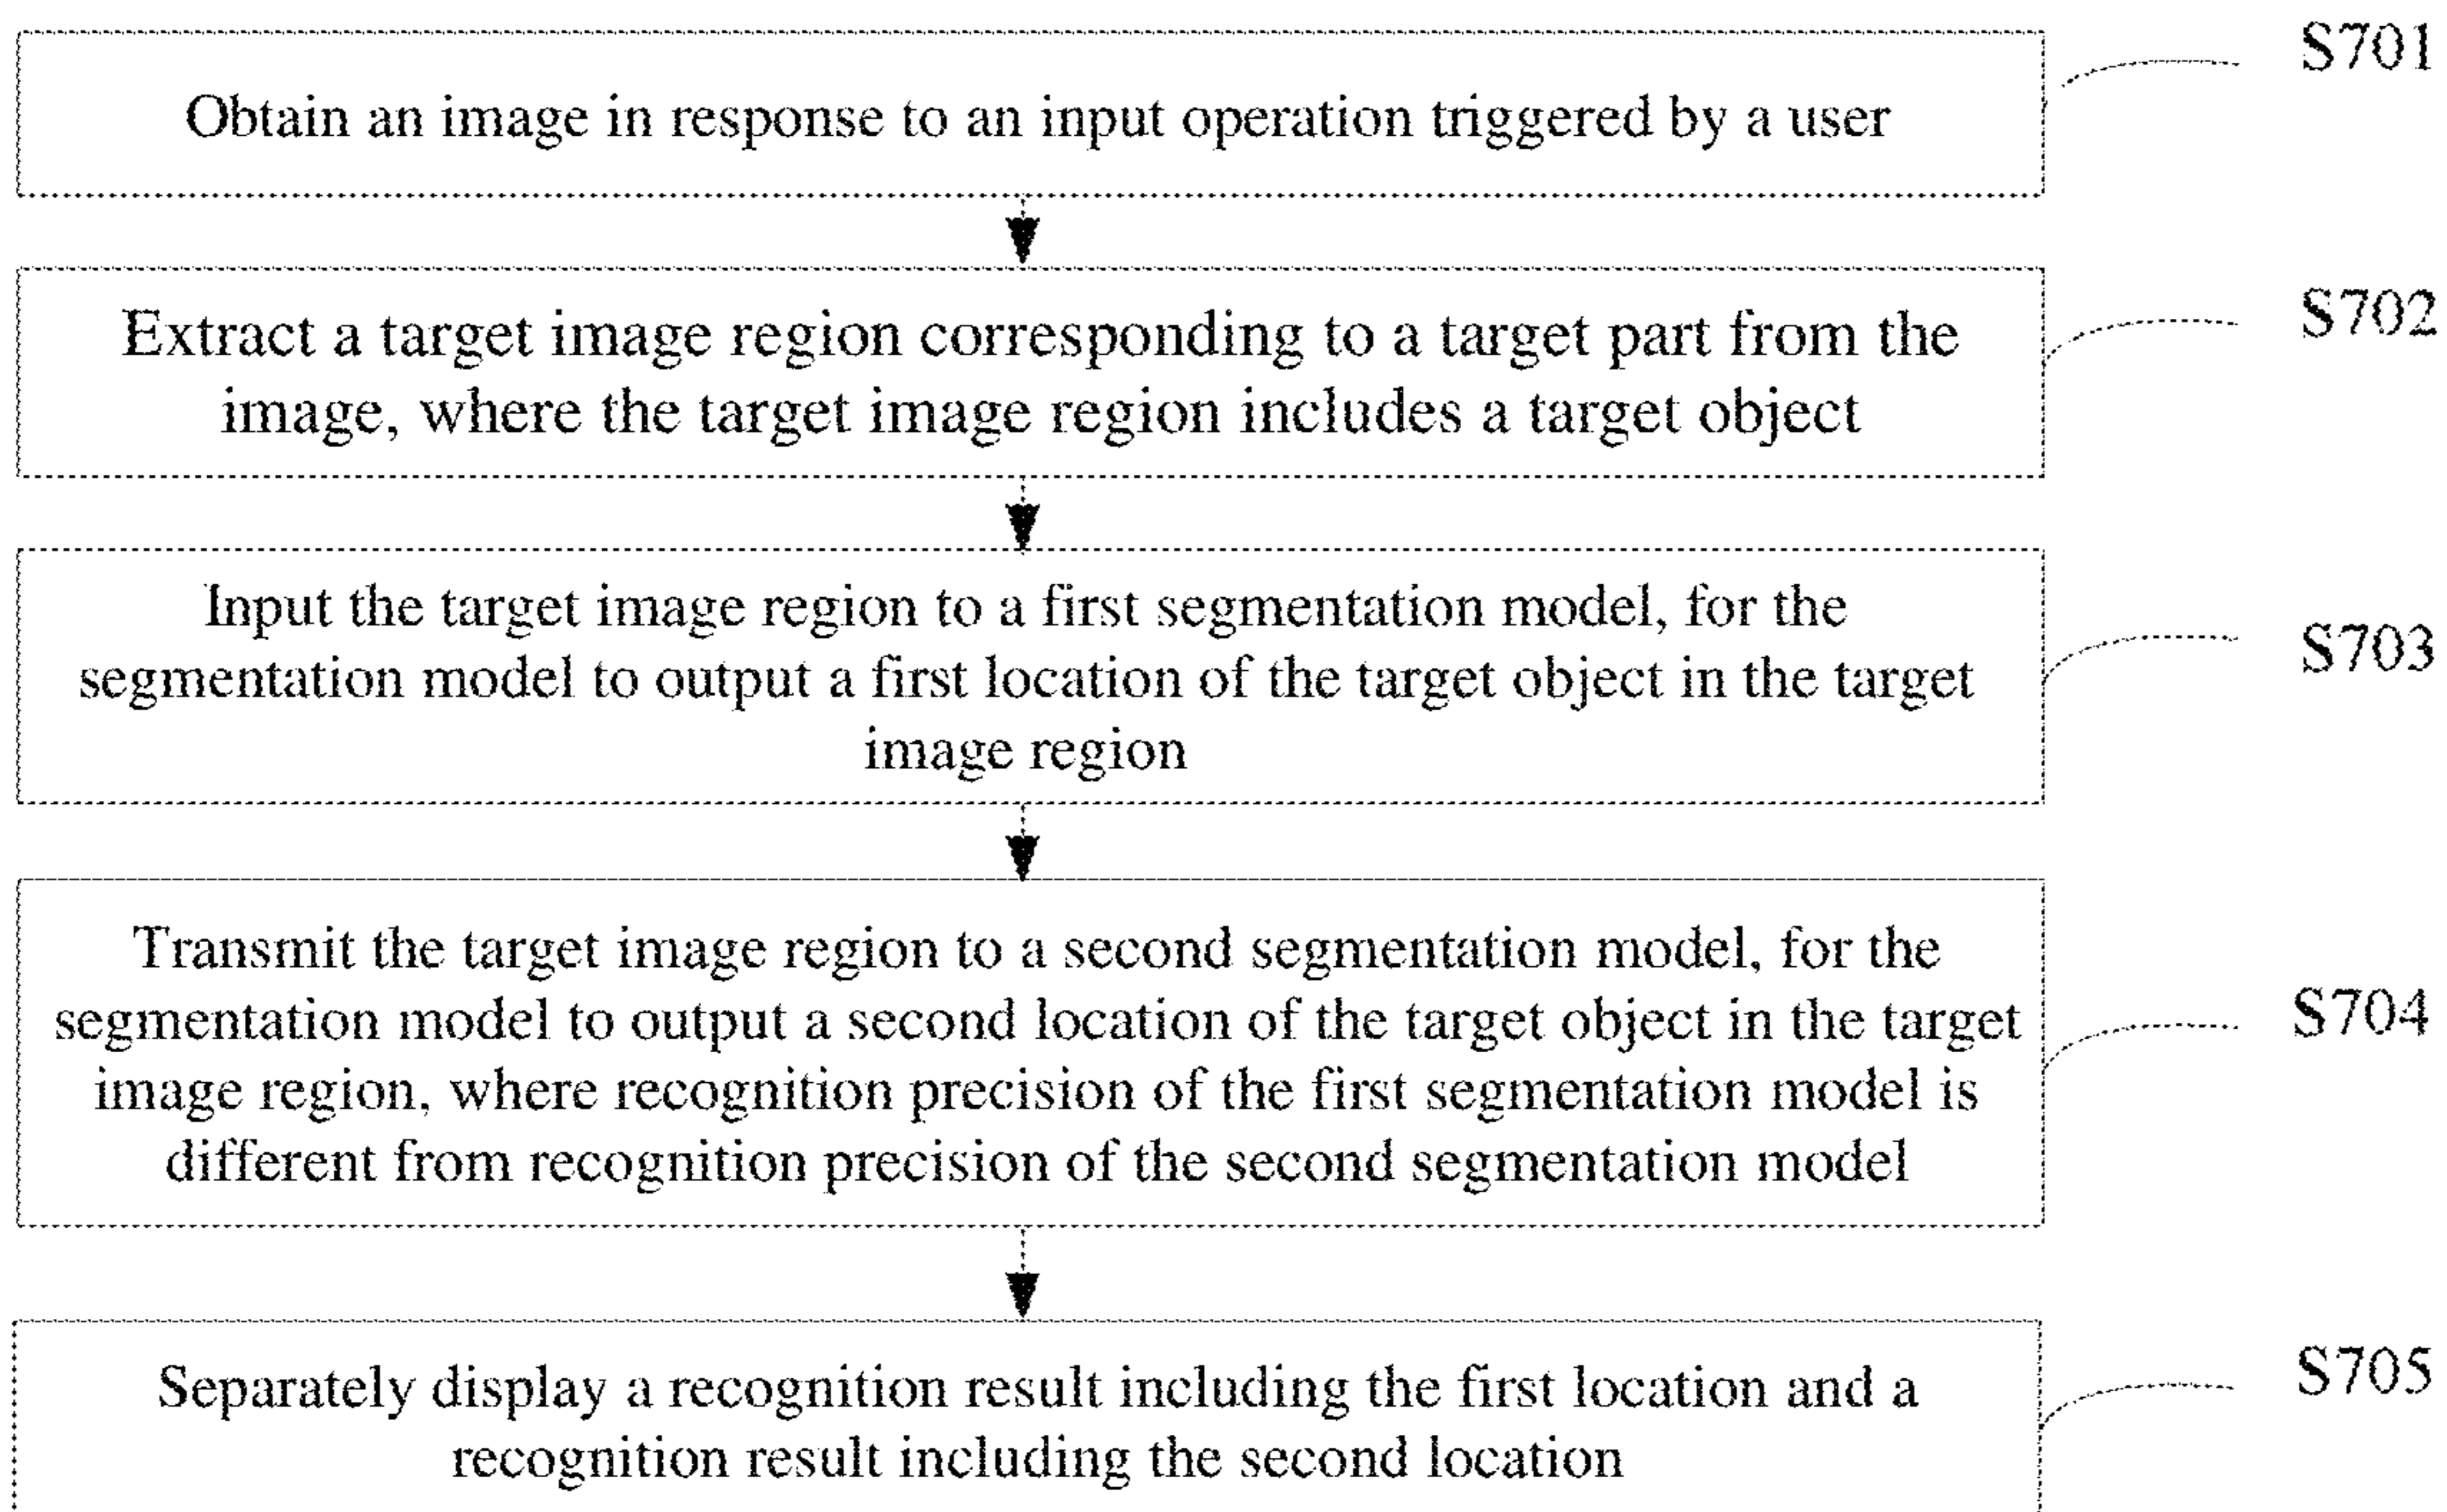 S701
Obtain an image in response to an input operation triggered by a user
S702
Extract a target image region corresponding to a target part from the
image, where the target image region includes a target object
Input the target image region to a first segmentation model, for the
S703
segmentation model to output a first location of the target object in the target
image region
Transmit the target image region to a second segmentation model, for the
S704
segmentation model to output a second location of the target object in the target
image region, where recognition precision of the first segmentation model is
different from recognition precision of the second segmentation model
S705
Separately display a recognition result including the first location and a
recognition result including the second location